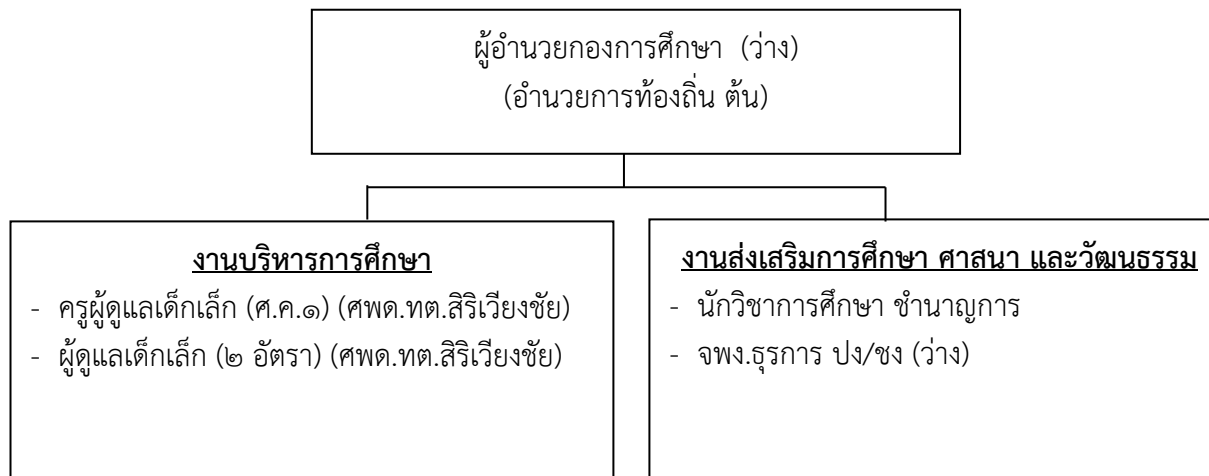 ผู้อำนวยกองการศึกษา (ว่าง)
(อำนวยการท้องถิ่น ต้น)
งานบริหารการศึกษา
- ครูผู้ดูแลเด็กเล็ก (ศ.ค.๑) (ศพด.ทต.สิริเวียงชัย)
- ผู้ดูแลเด็กเล็ก (๒ อัตรา) (ศพด.ทต.สิริเวียงชัย)
งานส่งเสริมการศึกษา ศาสนา และวัฒนธรรม
- นักวิชาการศึกษา ชำนาญการ
- จพง.ธุรการ ปง/ชง (ว่าง)